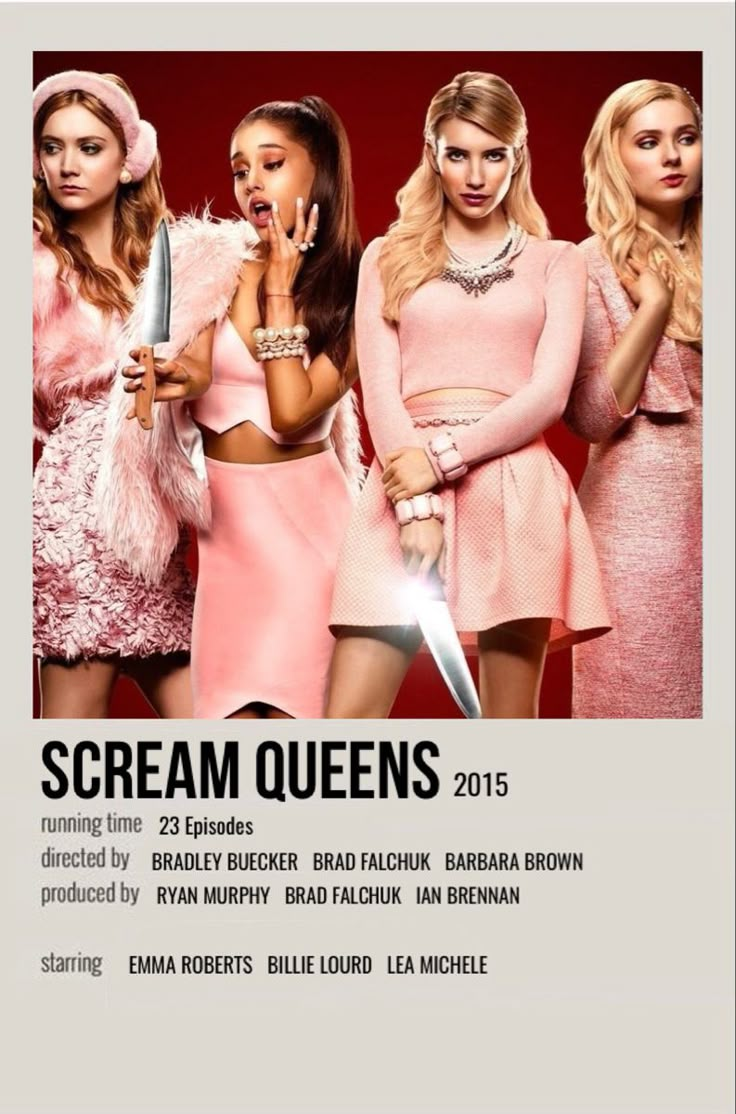 SCREAM QUEENS 2015
running time 23 Episodes
directed by BRADLEY BUECKER BRAD FALCHUK BARBARA BROWN
produced by RYAN MURPHY BRAD FALCHUK IAN BRENNAN
starring EMMA ROBERTS BILLIE LOURD LEA MICHELE